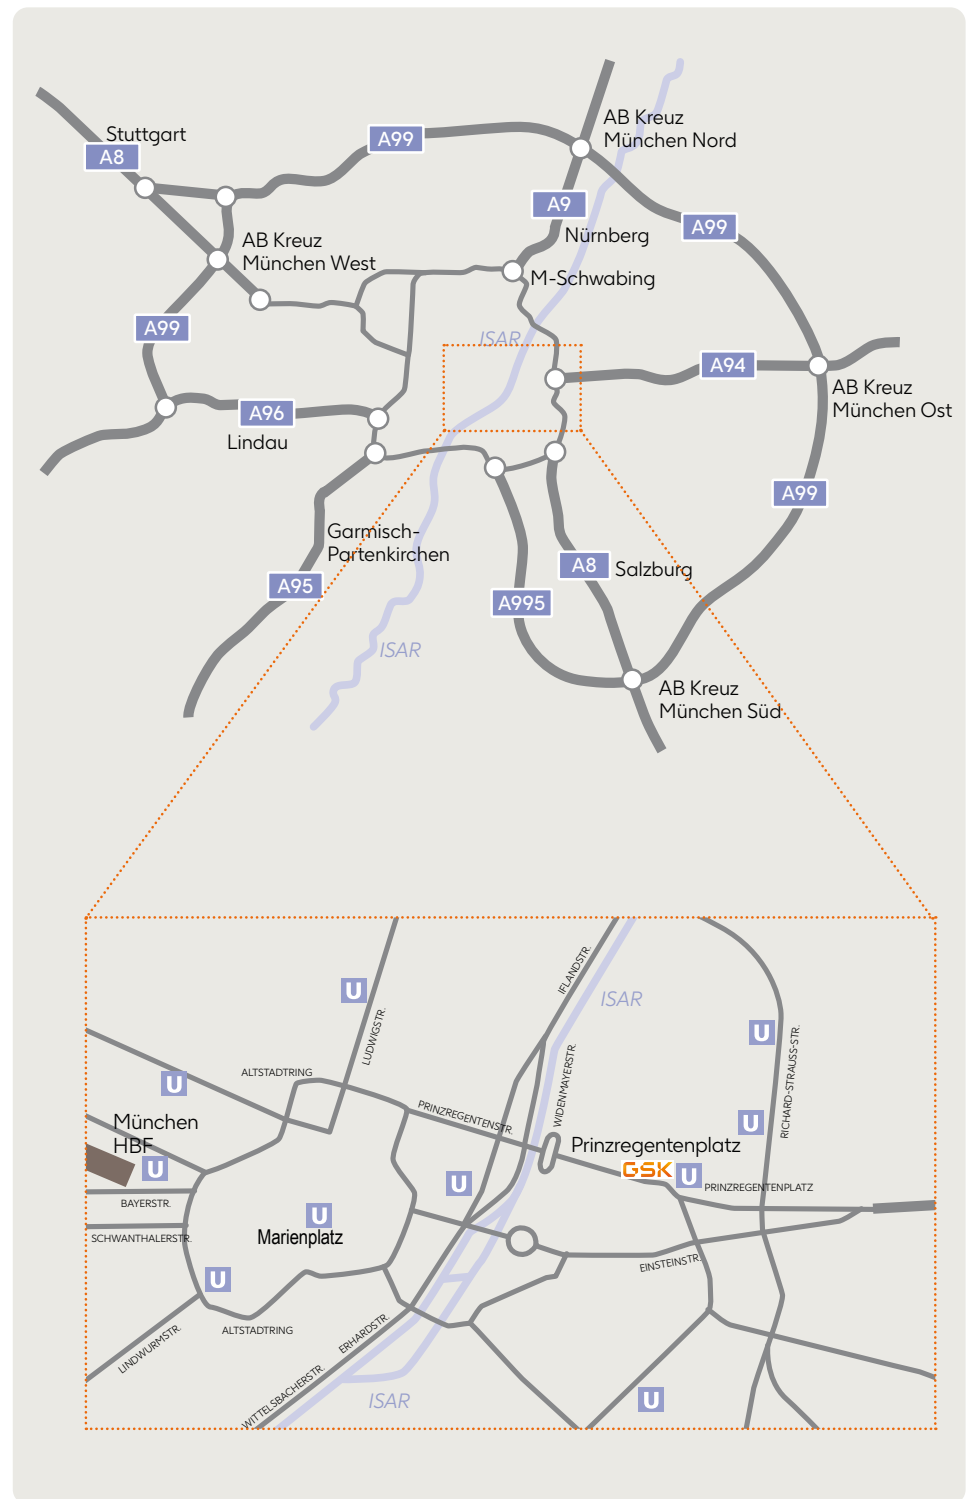 Stuttgart
A8
A99
AB Kreuz
München Nord
A9
A99
Nürnberg
AB Kreuz
München West
M-Schwabing
A99
ISAR
A94
AB Kreuz
München Ost
A96
Lindau
A99
Garmisch-
Partenkirchen
A8
Salzburg
A95
A995
ISAR
AB Kreuz
München Süd
IFLANDSTR.
U
ISAR
LUDWIGSTR.
U
RICHARD-STRAUSS-STR.
ALTSTADTRING
U
WIDENMAYERSTR.
PRINZREGENTENSTR.
München
HBF
U
Prinzregentenplatz
U
GSK
U
U
PRINZREGENTENPLATZ
BAYERSTR.
U
Marienplatz
SCHWANTHALERSTR.
EINSTEINSTR.
U
ALTSTADTRING
LINDWURMSTR.
ERHARDSTR.
WITTELSBACHERSTR.
ISAR
U